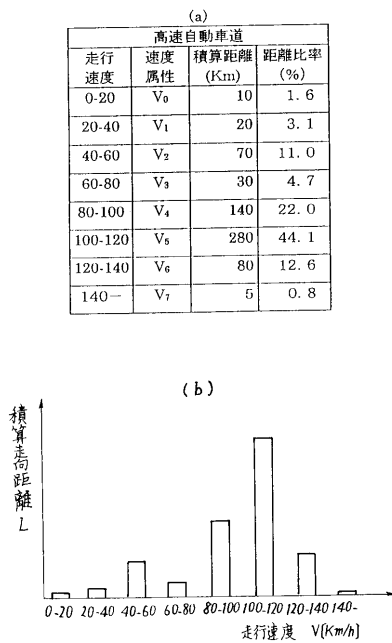 (a)
高速自動車道
走行速度 速度属性 積算距離(Km) 距離比率(%)
0-20 V₀ 10 1.6
20-40 V₁ 20 3.1
40-60 V₂ 70 11.0
60-80 V₃ 30 4.7
80-100 V₄ 140 22.0
100-120 V₅ 280 44.1
120-140 V₆ 80 12.6
140− V₇ 5 0.8
(b)
積算走向距離 L
0-20 20-40 40-60 60-80 80-100 100-120 120-140 140-
走行速度 V[Km/h]